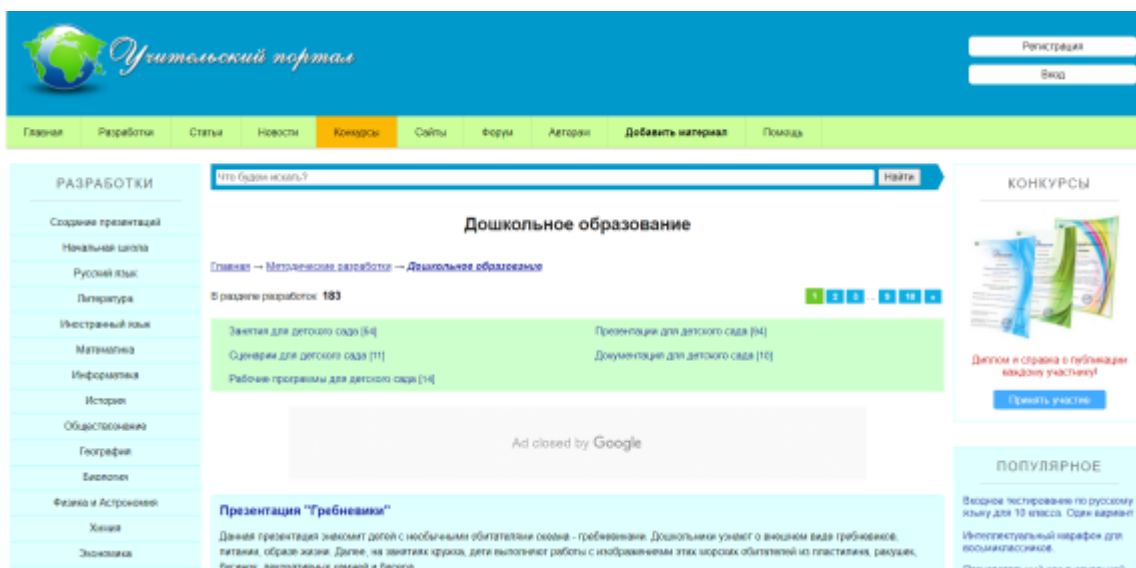 Учительский портал
Регистрация
Вход
Главная Разработки Статьи Новости Конкурсы Сайты Форум Авторам Добавить материал Помощь
РАЗРАБОТКИ
Создание презентаций
Начальная школа
Русский язык
Литература
Иностранный язык
Математика
Информатика
История
Обществознание
География
Биология
Физика и Астрономия
Химия
Экономика
Что будем искать?
Найти
Дошкольное образование
Главная → Методические разработки → Дошкольное образование
В разделе разработок: 183
1 2 3 ... 9 10 »
Занятия для детского сада [54]
Презентации для детского сада [94]
Сценарии для детского сада [11]
Документация для детского сада [10]
Рабочие программы для детского сада [14]
Ad closed by Google
Презентация "Гребневики"
Данная презентация знакомит детей с необычными обитателями океана - гребневиками. Дошкольники узнают о внешнем виде гребневиков,
питании, образе жизни. Далее, на занятиях кружка, дети выполняют работы с изображениями этих морских обитателей из пластилина, ракушек,
бусинок, декоративных камней и бисера.
КОНКУРСЫ
Диплом и справка о публикации
каждому участнику!
Принять участие
ПОПУЛЯРНОЕ
Входное тестирование по русскому
языку для 10 класса. Один вариант
Интеллектуальный марафон для
восьмиклассников.